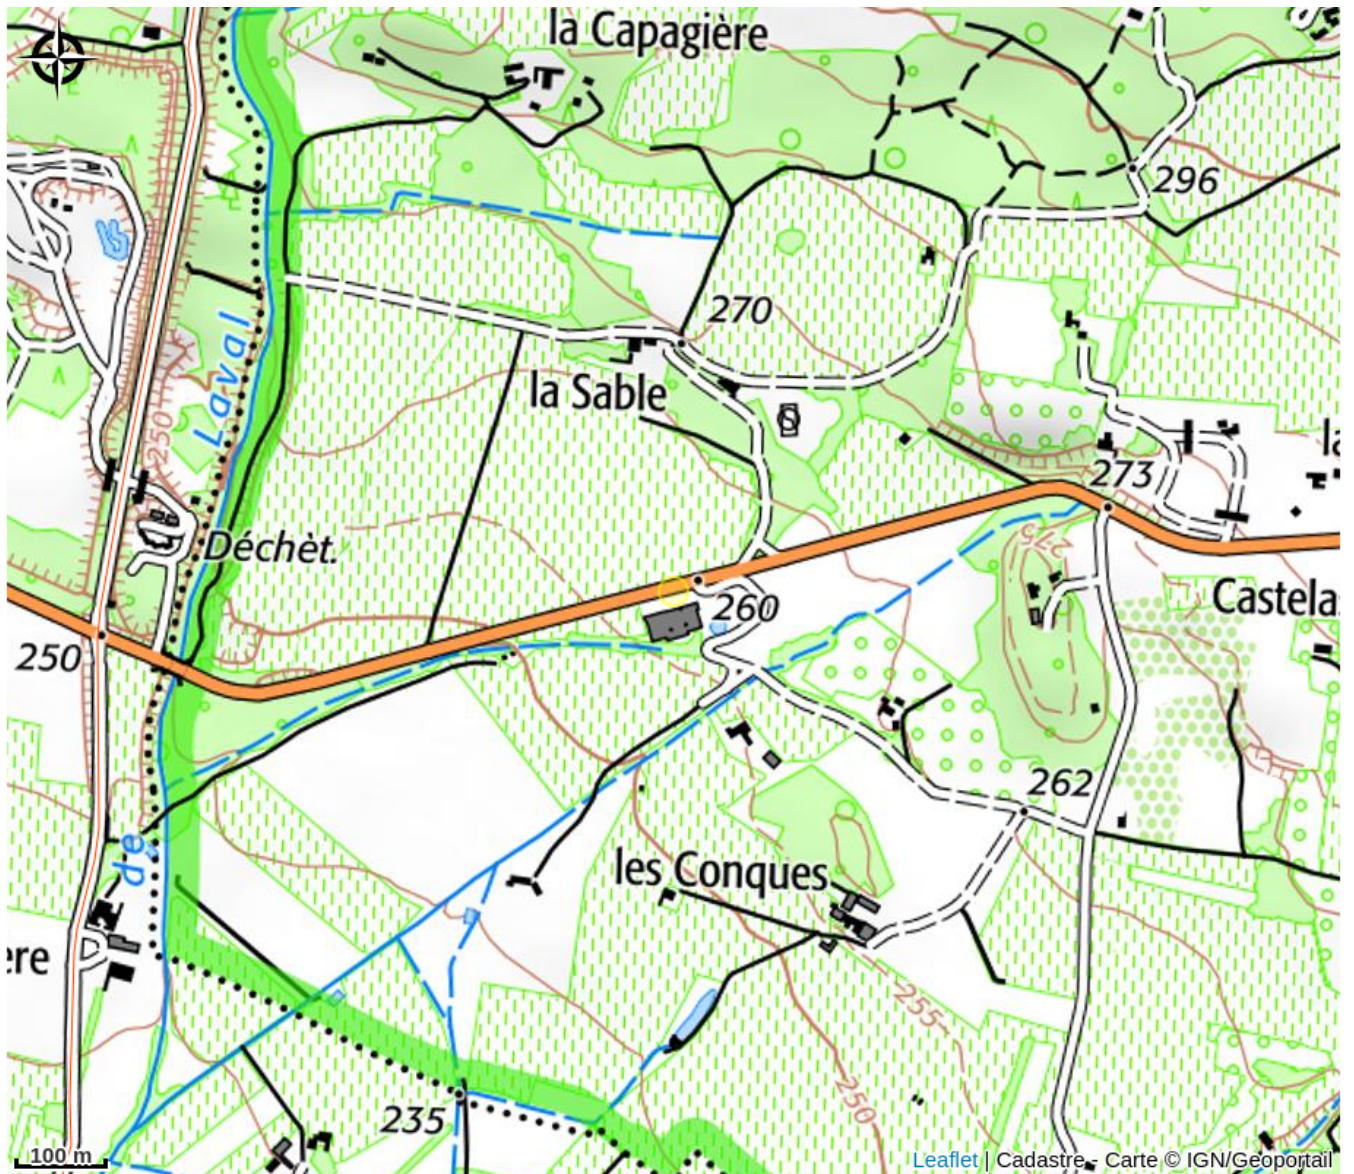 la Capagière
296
270
la Sable
Laval
250
273
275
Déchèt.
260
Castela
250
262
de
les Conques
ere
255
250
235
100 m
Leaflet | Cadastre - Carte © IGN/Geoportail